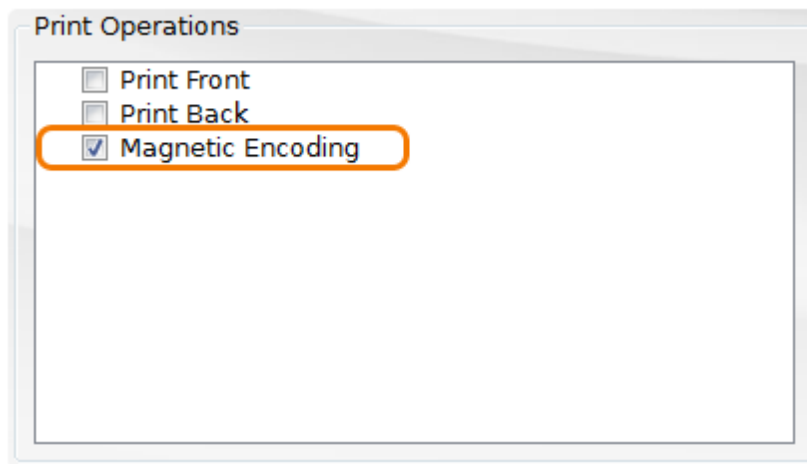 Print Operations
Print Front
Print Back
Magnetic Encoding